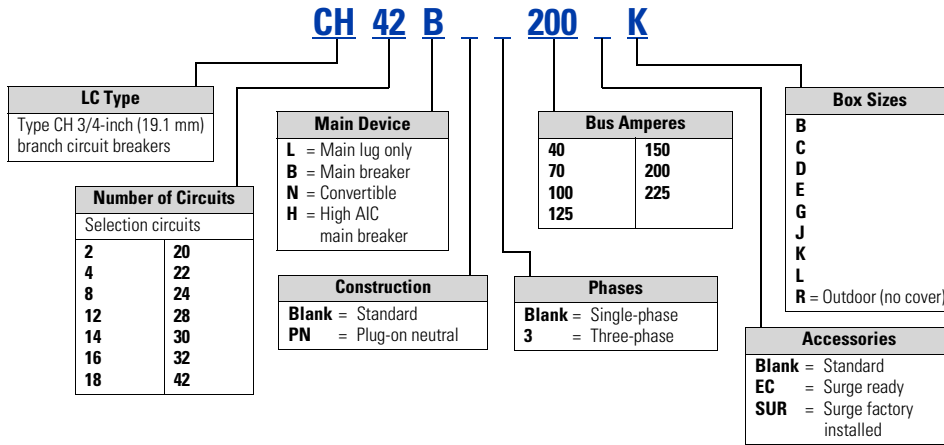 CH 42 B _ _ 200 _ K
LC Type
Type CH 3/4-inch (19.1 mm)
branch circuit breakers
Number of Circuits
Selection circuits
2 20
4 22
8 24
12 28
14 30
16 32
18 42
Main Device
L = Main lug only
B = Main breaker
N = Convertible
H = High AIC
main breaker
Construction
Blank = Standard
PN = Plug-on neutral
Bus Amperes
40 150
70 200
100 225
125
Phases
Blank = Single-phase
3 = Three-phase
Box Sizes
B
C
D
E
G
J
K
L
R = Outdoor (no cover)
Accessories
Blank = Standard
EC = Surge ready
SUR = Surge factory
installed